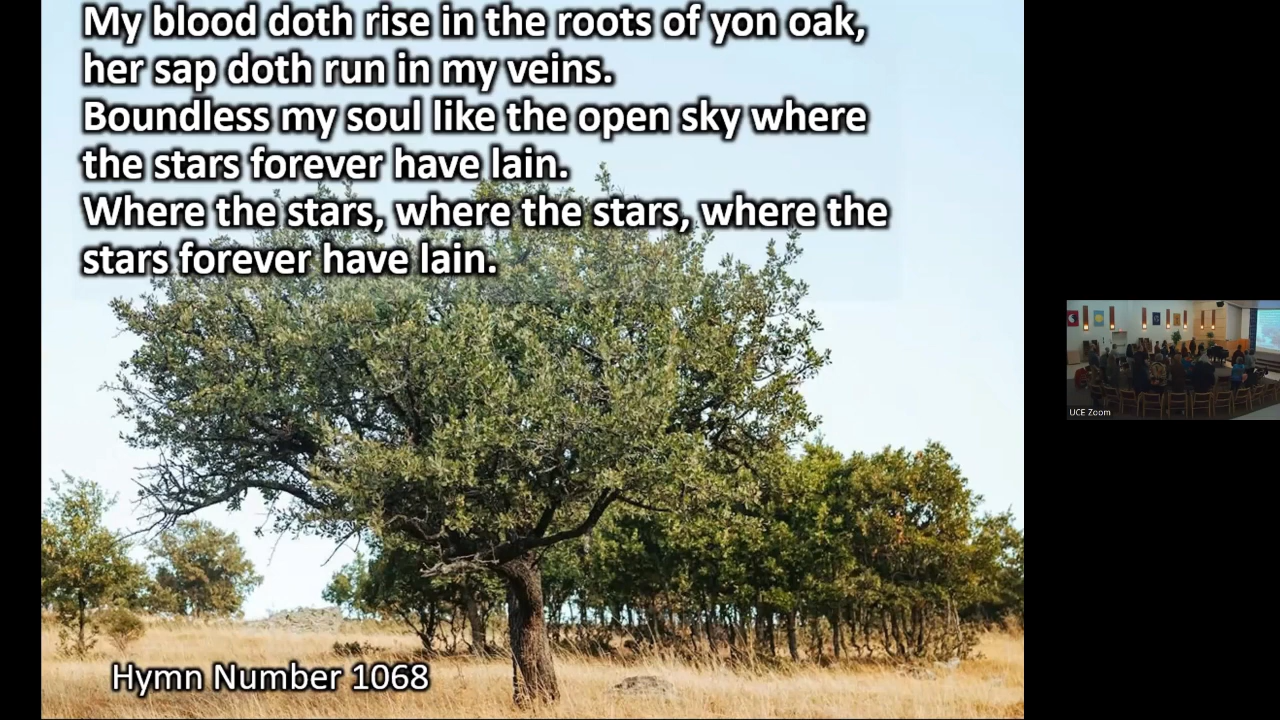 My blood doth rise in the roots of yon oak,
her sap doth run in my veins.
Boundless my soul like the open sky where
the stars forever have lain.
Where the stars, where the stars, where the
stars forever have lain.
Hymn Number 1068
UCE Zoom